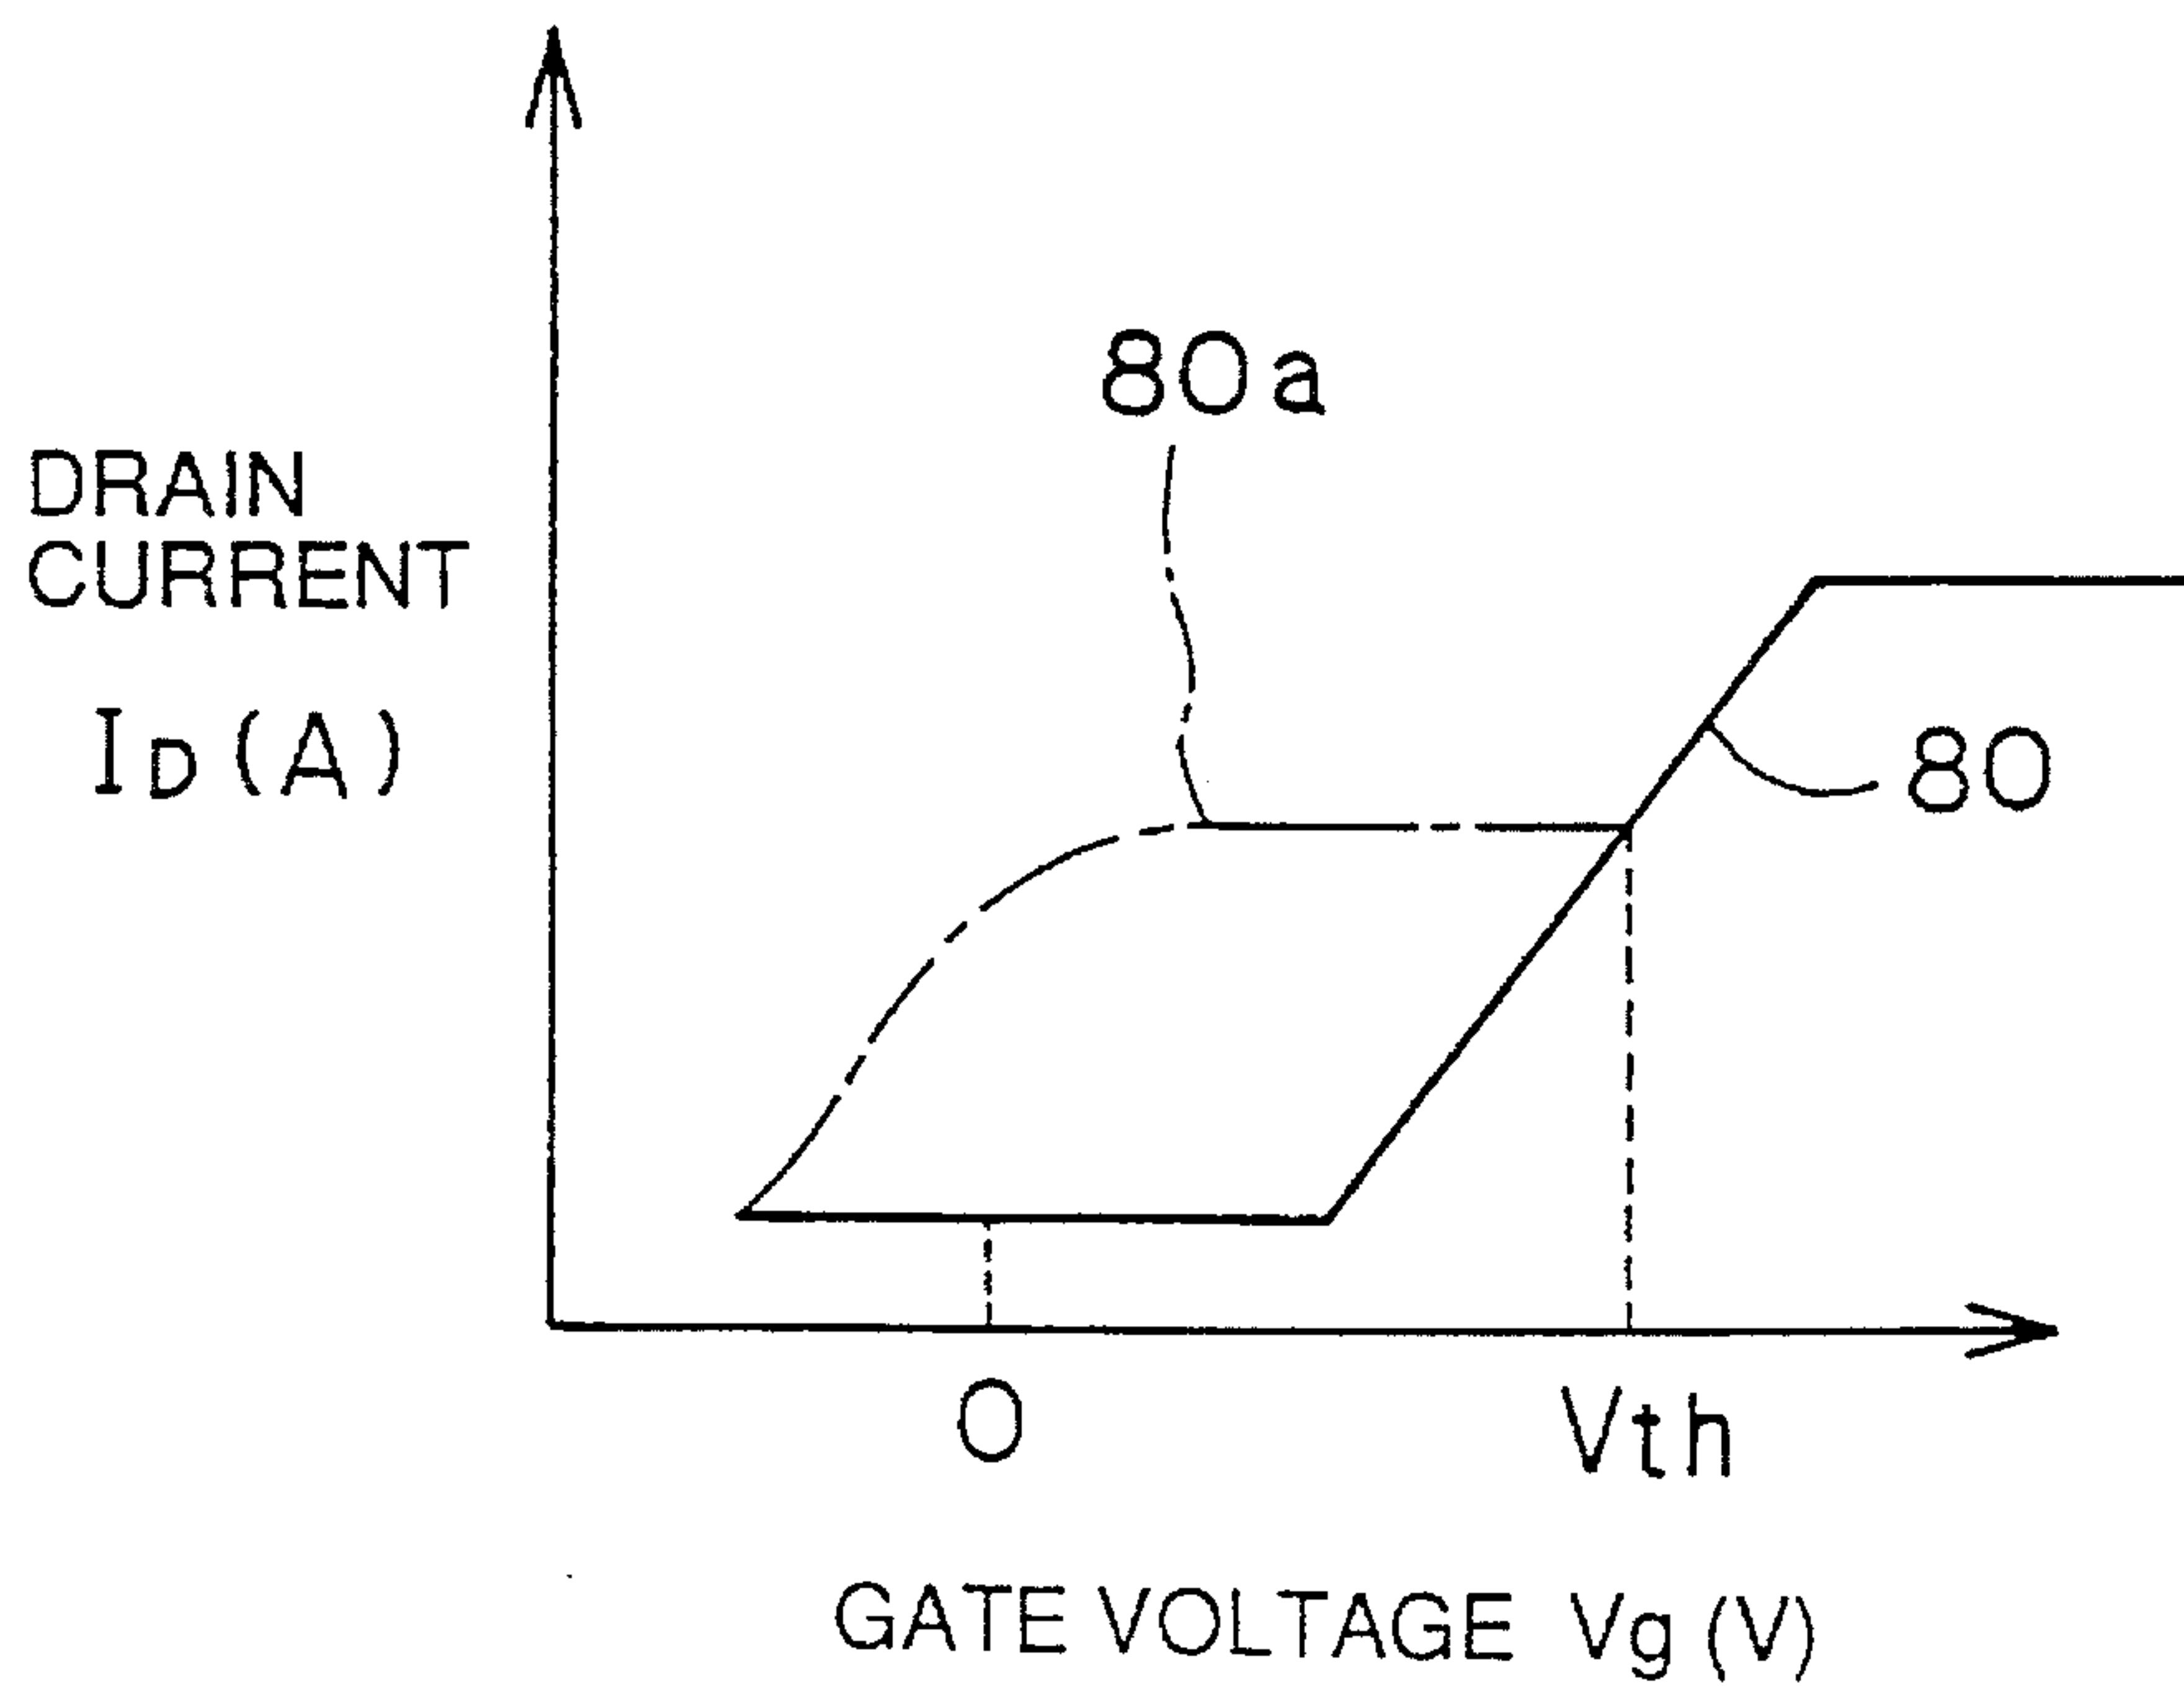 80a
DRAIN
CURRENT
ID (A)
80
0
Vth
GATE VOLTAGE Vg (V)